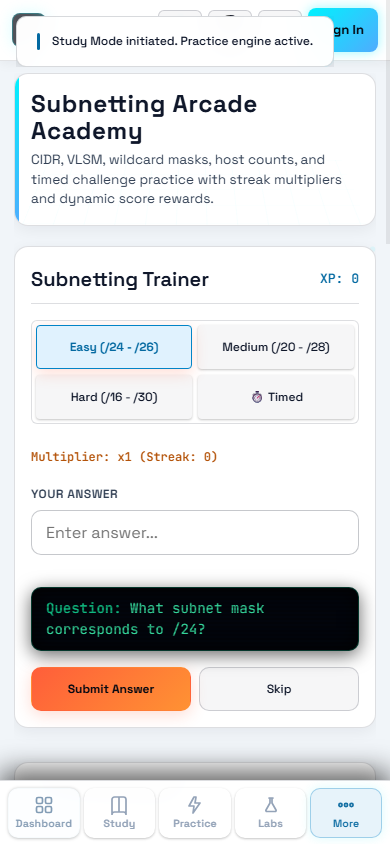 Study Mode initiated. Practice engine active.
gn In
Subnetting Arcade
Academy
CIDR, VLSM, wildcard masks, host counts, and
timed challenge practice with streak multipliers
and dynamic score rewards.
Subnetting Trainer
XP: 0
Easy (/24 - /26)
Medium (/20 - /28)
Hard (/16 - /30)
⏱ Timed
Multiplier: x1 (Streak: 0)
YOUR ANSWER
Enter answer...
Question: What subnet mask
corresponds to /24?
Submit Answer
Skip
Dashboard
Study
Practice
Labs
More